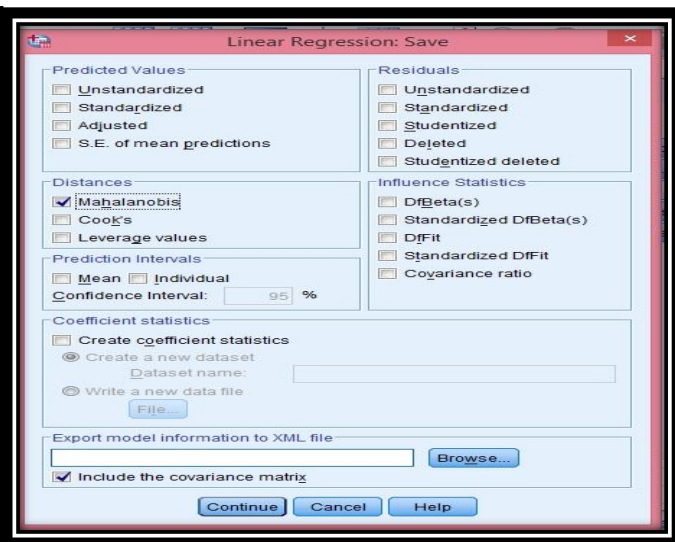 Linear Regression: Save
Predicted Values
Unstandardized
Standardized
Adjusted
S.E. of mean predictions
Residuals
Unstandardized
Standardized
Studentized
Deleted
Studentized deleted
Distances
Mahalanobis
Cook's
Leverage values
Influence Statistics
DfBeta(s)
Standardized DfBeta(s)
DfFit
Standardized DfFit
Covariance ratio
Prediction Intervals
Mean Individual
Confidence Interval: 95 %
Coefficient statistics
Create coefficient statistics
Create a new dataset
Dataset name:
Write a new data file
File...
Export model information to XML file
Browse...
Include the covariance matrix
Continue Cancel Help